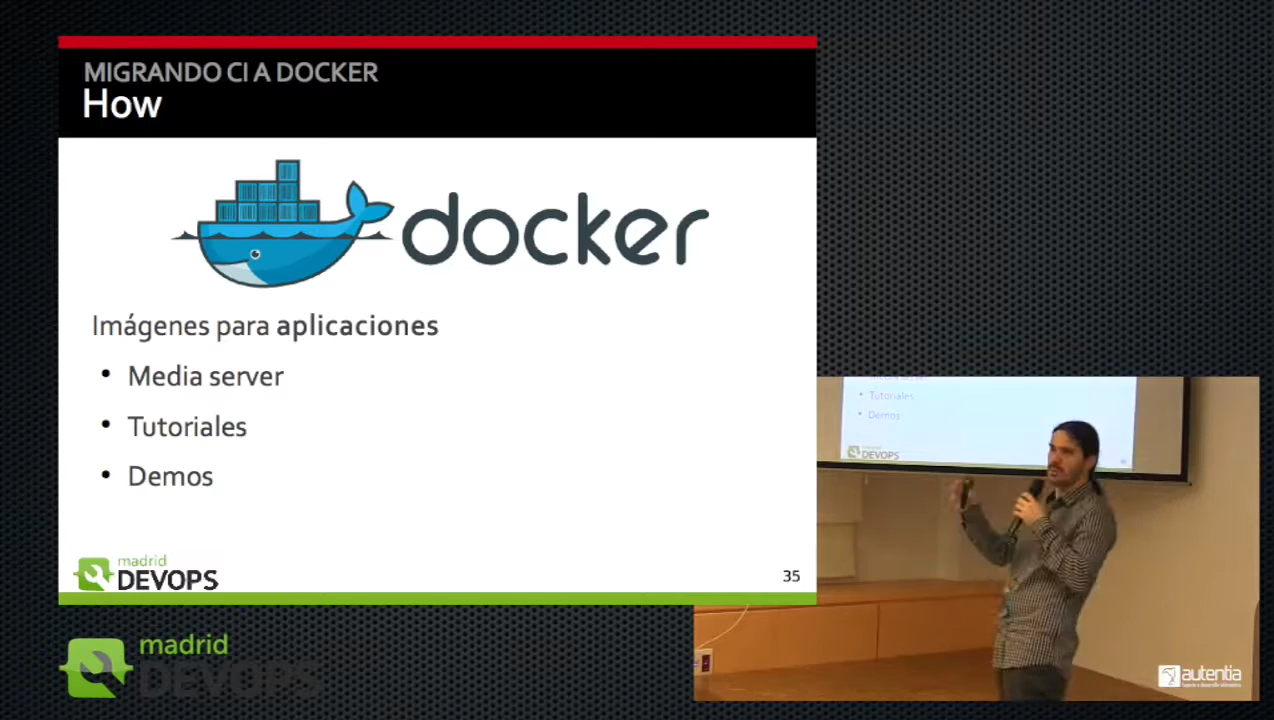 MIGRANDO CI A DOCKER
How
docker
Imágenes para aplicaciones
• Media server
• Tutoriales
• Demos
madrid
DEVOPS
35
• Tutoriales
• Demos
madrid
DEVOPS
madrid
DEVOPS
autentia